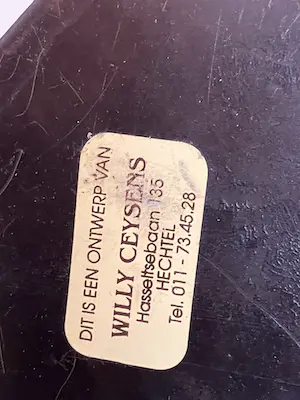 DIT IS EEN ONTWERP VAN
WILLY CEYSENS
Hasseltsebaan 135
HECHTEL
Tel. 011 - 73.45.28